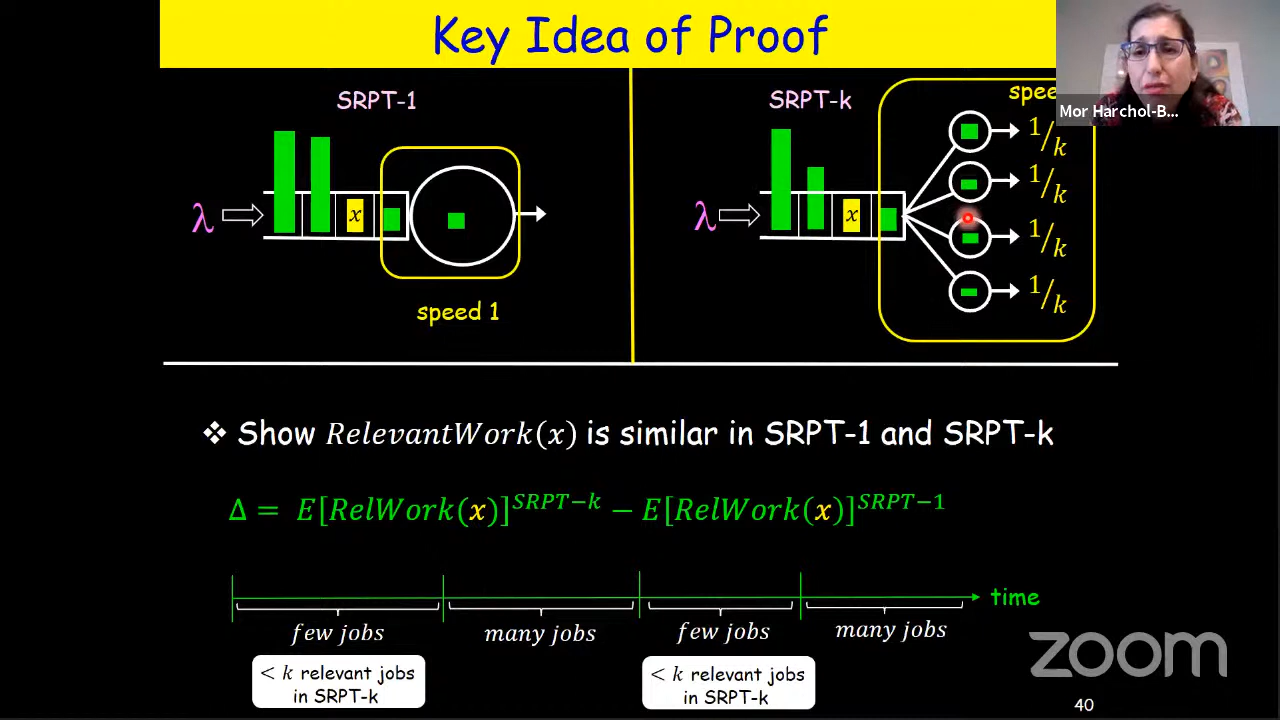 Key Idea of Proof
Mor Harchol-B...
SRPT-1
λ
x
speed 1
SRPT-k
λ
x
1/k
1/k
1/k
1/k
❖ Show RelevantWork(x) is similar in SRPT-1 and SRPT-k
Δ = E[RelWork(x)]^{SRPT-k} − E[RelWork(x)]^{SRPT-1}
time
few jobs many jobs few jobs many jobs
< k relevant jobs
in SRPT-k
< k relevant jobs
in SRPT-k
zoom
40